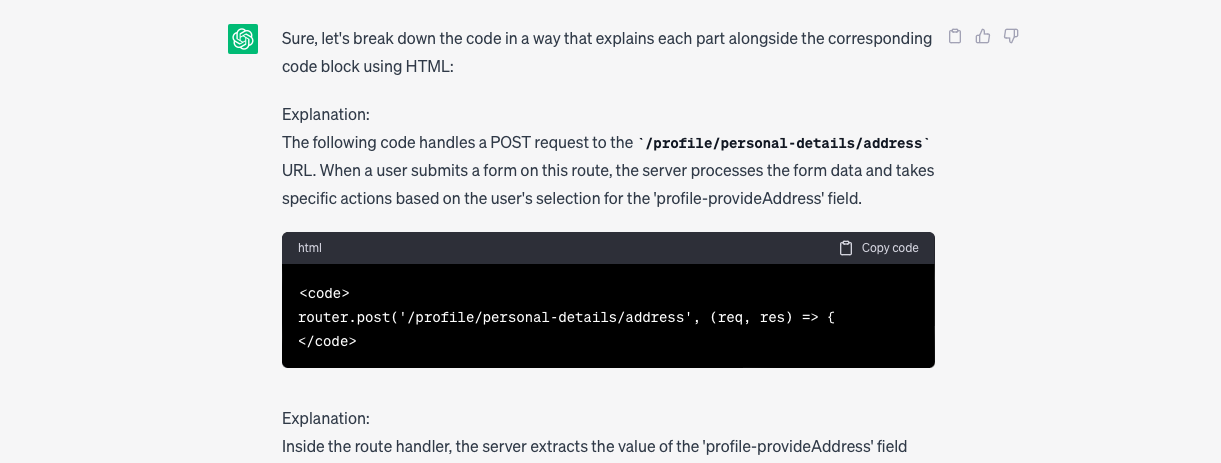 Sure, let's break down the code in a way that explains each part alongside the corresponding
code block using HTML:
Explanation:
The following code handles a POST request to the `/profile/personal-details/address`
URL. When a user submits a form on this route, the server processes the form data and takes
specific actions based on the user's selection for the 'profile-provideAddress' field.
html
Copy code
<code>
router.post('/profile/personal-details/address', (req, res) => {
</code>
Explanation:
Inside the route handler, the server extracts the value of the 'profile-provideAddress' field